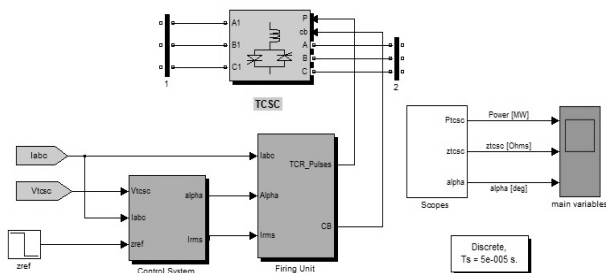 A1
B1
C1
P
cb
A
B
C
1
2
TCSC
Iabc
Vtcsc
zref
Vtcsc
Iabc
zref
alpha
Irms
Control System
Iabc
Alpha
Irms
TCR_Pulses
CB
Firing Unit
Ptcsc
ztcsc
alpha
Scopes
Power [MW]
ztcsc [Ohms]
alpha [deg]
main variables
Discrete,
Ts = 5e-005 s.